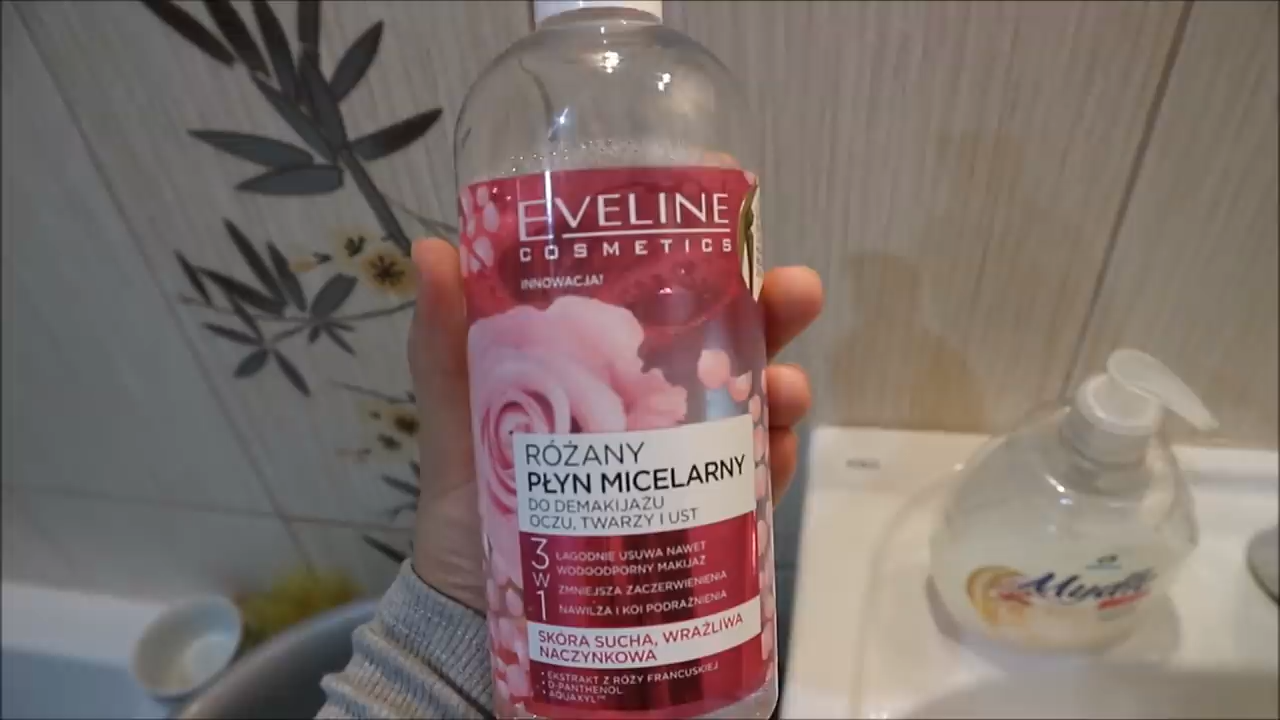 EVELINE
COSMETICS
INNOWACJA!
RÓŻANY
PŁYN MICELARNY
DO DEMAKIJAŻU
OCZU, TWARZY I UST
3 W 1
ŁAGODNIE USUWA NAWET
WODOODPORNY MAKIJAŻ
ZMNIEJSZA ZACZERWIENIENIA
NAWILŻA I KOI PODRAŻNIENIA
SKÓRA SUCHA, WRAŻLIWA
NACZYNKOWA
• EKSTRAKT Z RÓŻY FRANCUSKIEJ
• D-PANTHENOL
• AQUAXYL™